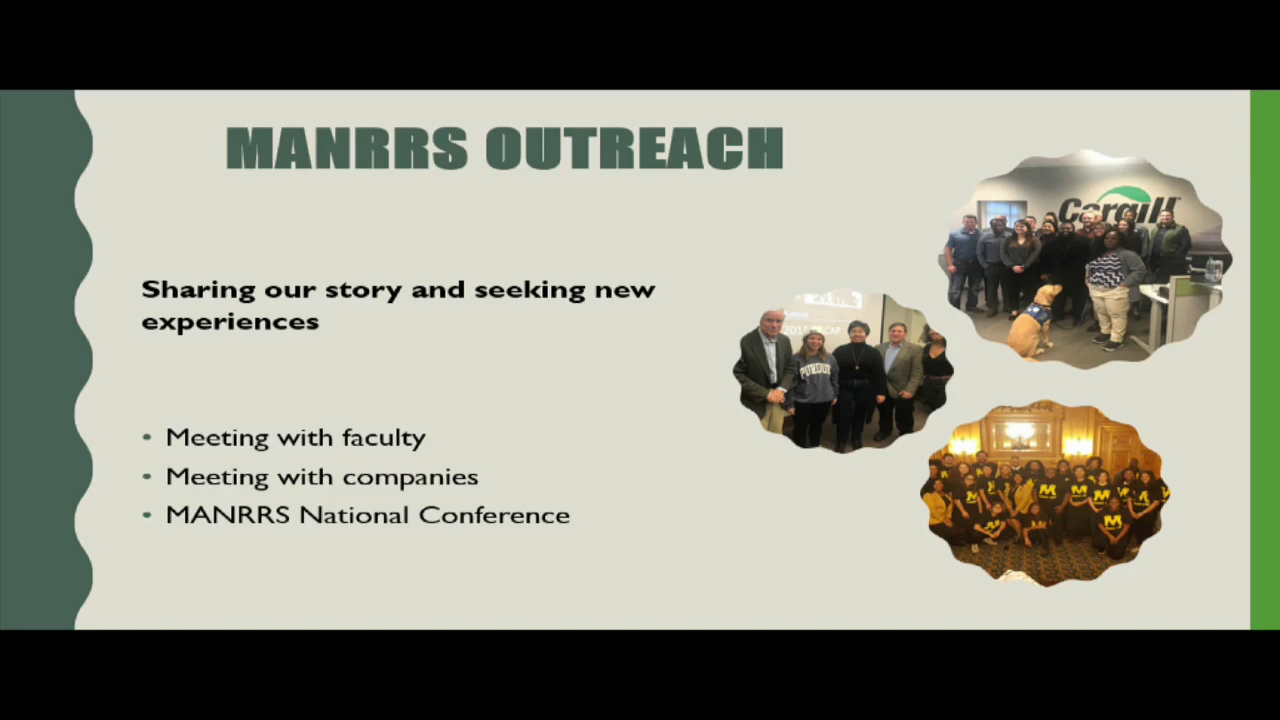 MANRRS OUTREACH
Sharing our story and seeking new
experiences
• Meeting with faculty
• Meeting with companies
• MANRRS National Conference
Cargill
PURDUE
M
M
M
M
M